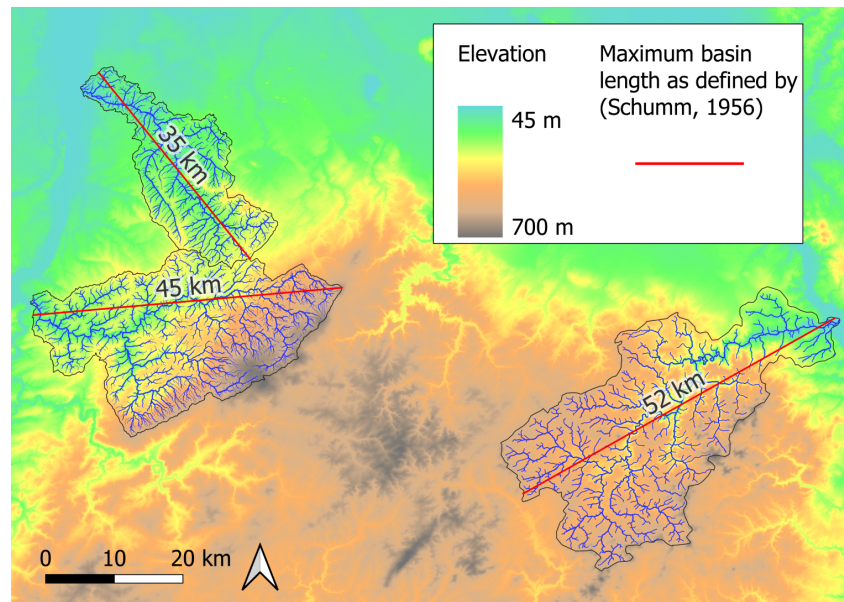 Elevation
45 m
700 m
Maximum basin
length as defined by
(Schumm, 1956)
35 km
45 km
52 km
0 10 20 km